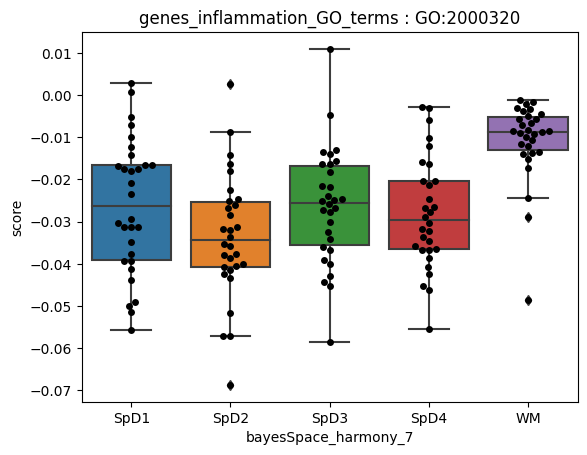 genes_inflammation_GO_terms : GO:2000320
0.01
0.00
−0.01
−0.02
−0.03
−0.04
−0.05
−0.06
−0.07
score
SpD1 SpD2 SpD3 SpD4 WM
bayesSpace_harmony_7